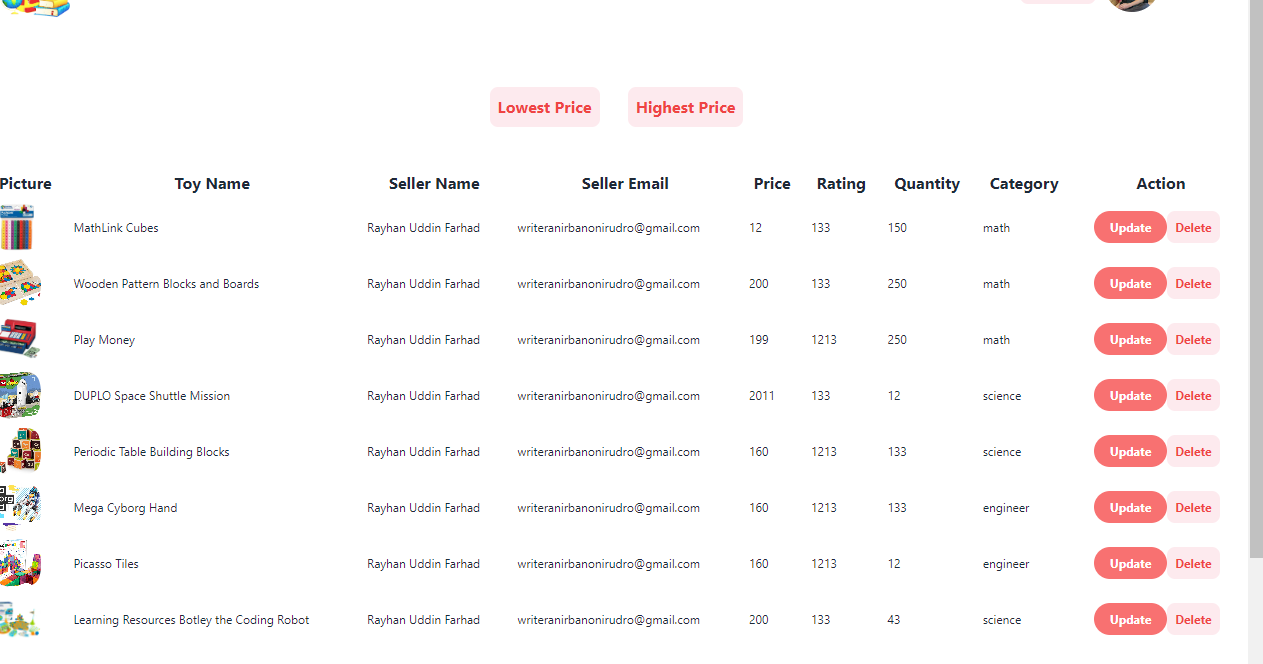 Lowest Price Highest Price
Picture Toy Name Seller Name Seller Email Price Rating Quantity Category Action
MathLink Cubes Rayhan Uddin Farhad writeranirbanonirudro@gmail.com 12 133 150 math Update Delete
Wooden Pattern Blocks and Boards Rayhan Uddin Farhad writeranirbanonirudro@gmail.com 200 133 250 math Update Delete
Play Money Rayhan Uddin Farhad writeranirbanonirudro@gmail.com 199 1213 250 math Update Delete
DUPLO Space Shuttle Mission Rayhan Uddin Farhad writeranirbanonirudro@gmail.com 2011 133 12 science Update Delete
Periodic Table Building Blocks Rayhan Uddin Farhad writeranirbanonirudro@gmail.com 160 1213 133 science Update Delete
Mega Cyborg Hand Rayhan Uddin Farhad writeranirbanonirudro@gmail.com 160 1213 133 engineer Update Delete
Picasso Tiles Rayhan Uddin Farhad writeranirbanonirudro@gmail.com 160 1213 12 engineer Update Delete
Learning Resources Botley the Coding Robot Rayhan Uddin Farhad writeranirbanonirudro@gmail.com 200 133 43 science Update Delete